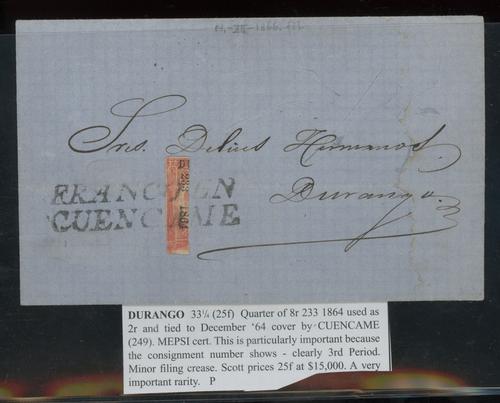 Sres. Delius Hermanos.
Durango.
FRANCO EN
CUENCAME
233 1864
DURANGO 33¼ (25f) Quarter of 8r 233 1864 used as
2r and tied to December ‘64 cover by CUENCAME
(249). MEPSI cert. This is particularly important because
the consignment number shows - clearly 3rd Period.
Minor filing crease. Scott prices 25f at $15,000. A very
important rarity. P